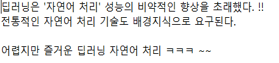 딥러닝은 '자연어 처리' 성능의 비약적인 향상을 초래했다. !!
전통적인 자연어 처리 기술도 배경지식으로 요구된다.
어렵지만 즐거운 딥러닝 자연어 처리 ㅋㅋㅋ ~~